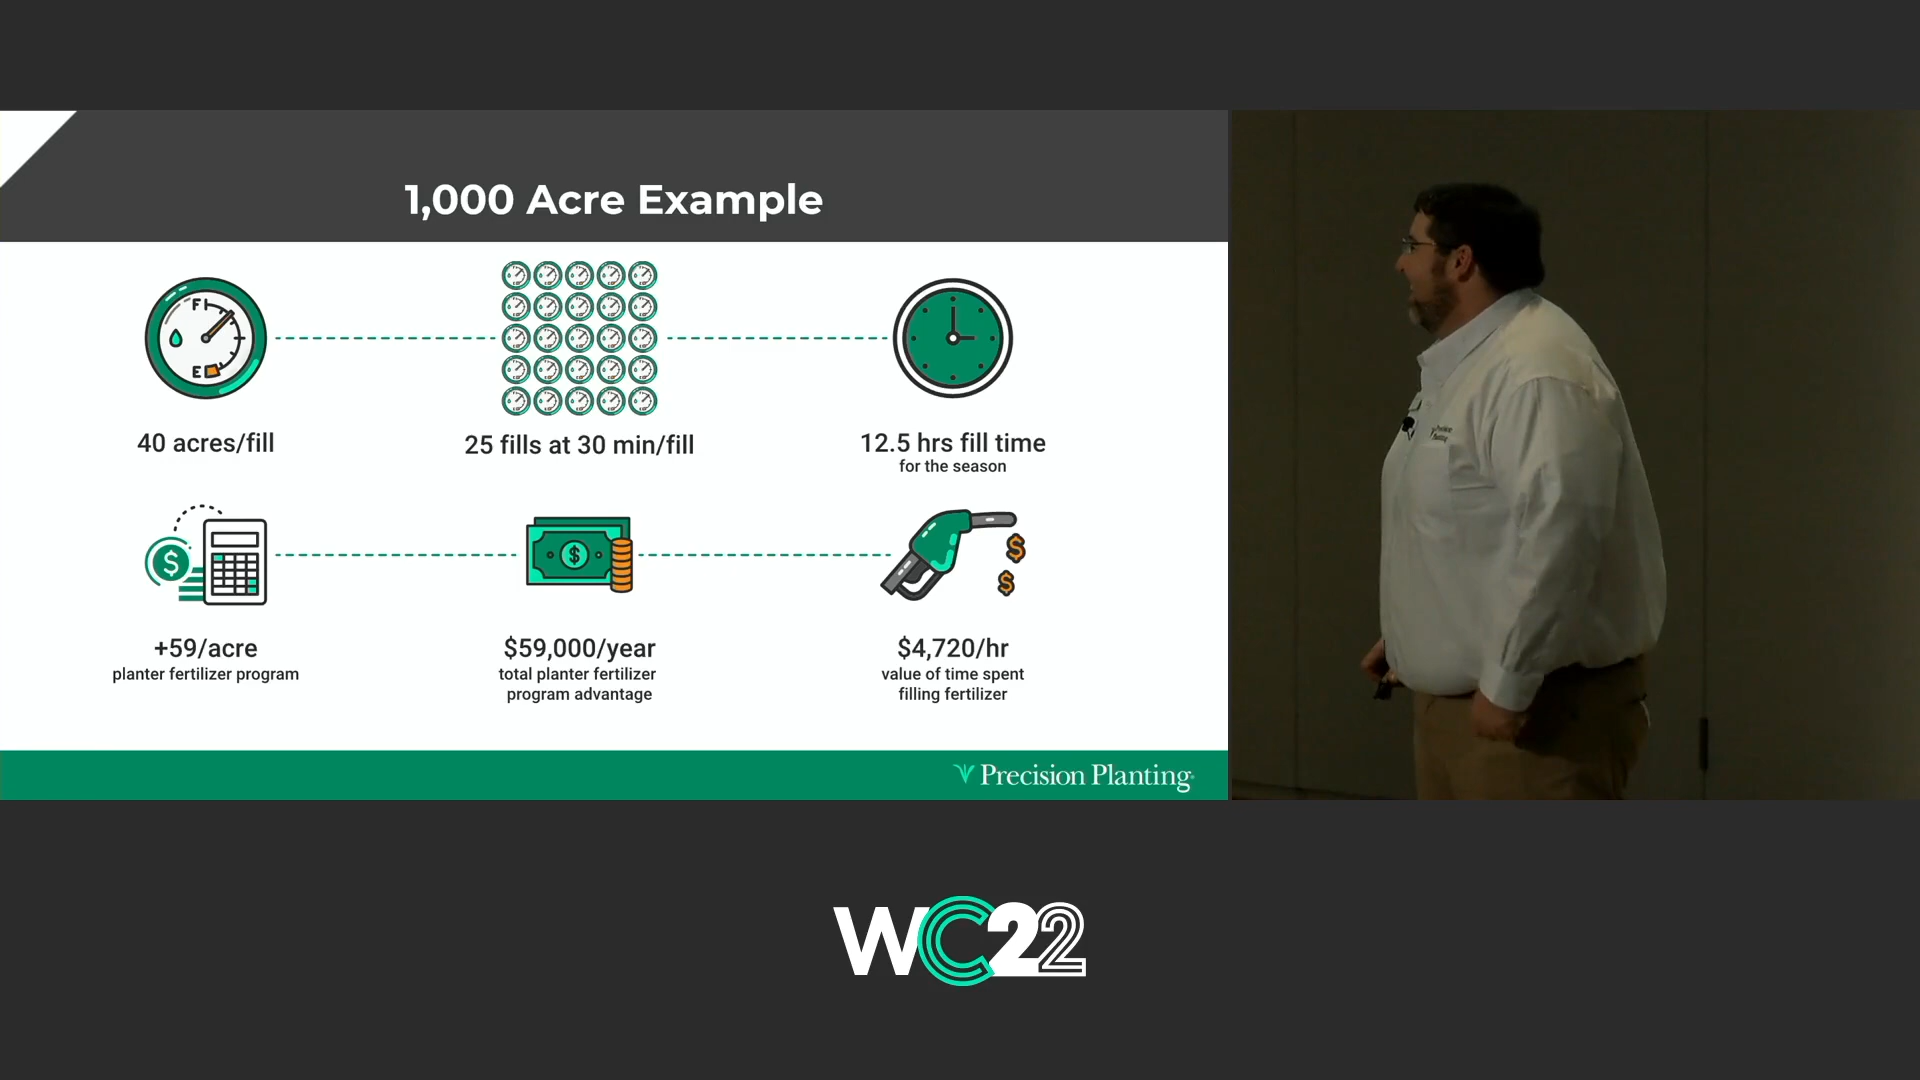 1,000 Acre Example
F
E
40 acres/fill
25 fills at 30 min/fill
12.5 hrs fill time
for the season
$
$
$
$
+59/acre
planter fertilizer program
$59,000/year
total planter fertilizer
program advantage
$4,720/hr
value of time spent
filling fertilizer
Precision Planting
Precision
Planting
WC22